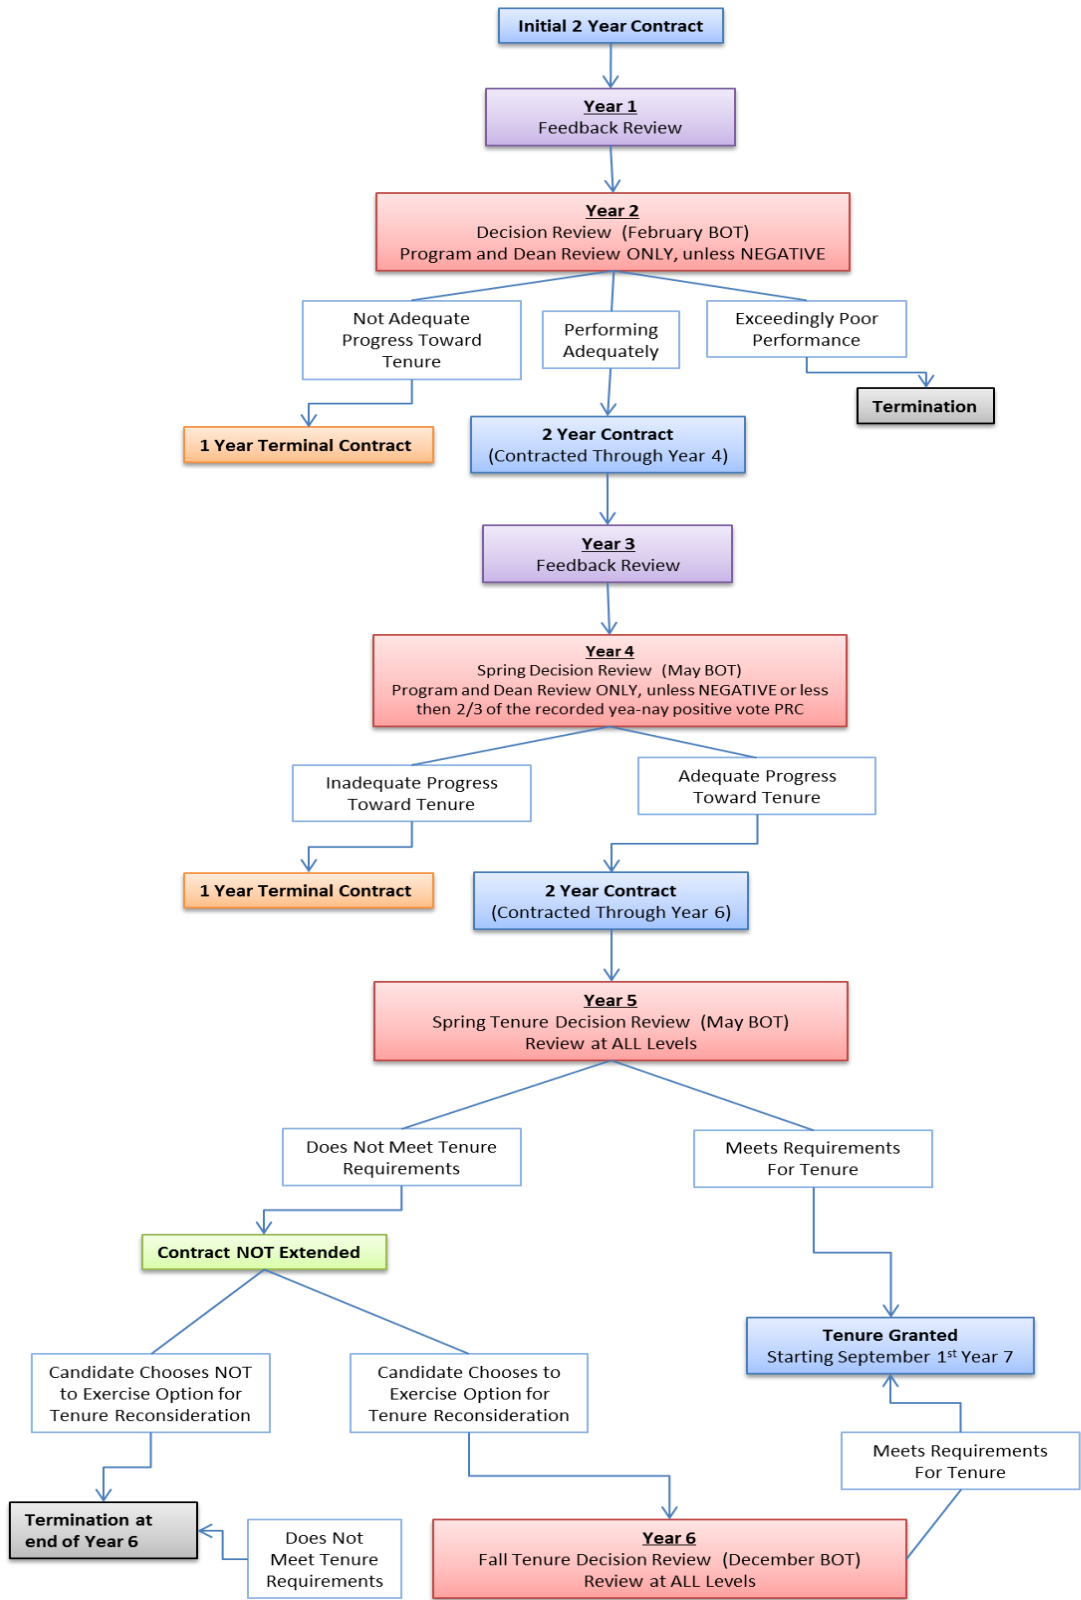 Initial 2 Year Contract
Year 1
Feedback Review
Year 2
Decision Review (February BOT)
Program and Dean Review ONLY, unless NEGATIVE
Not Adequate
Progress Toward
Tenure
Performing
Adequately
Exceedingly Poor
Performance
Termination
1 Year Terminal Contract
2 Year Contract
(Contracted Through Year 4)
Year 3
Feedback Review
Year 4
Spring Decision Review (May BOT)
Program and Dean Review ONLY, unless NEGATIVE or less
then 2/3 of the recorded yea-nay positive vote PRC
Inadequate Progress
Toward Tenure
Adequate Progress
Toward Tenure
1 Year Terminal Contract
2 Year Contract
(Contracted Through Year 6)
Year 5
Spring Tenure Decision Review (May BOT)
Review at ALL Levels
Does Not Meet Tenure
Requirements
Meets Requirements
For Tenure
Contract NOT Extended
Tenure Granted
Starting September 1st Year 7
Candidate Chooses NOT
to Exercise Option for
Tenure Reconsideration
Candidate Chooses to
Exercise Option for
Tenure Reconsideration
Meets Requirements
For Tenure
Termination at
end of Year 6
Does Not
Meet Tenure
Requirements
Year 6
Fall Tenure Decision Review (December BOT)
Review at ALL Levels